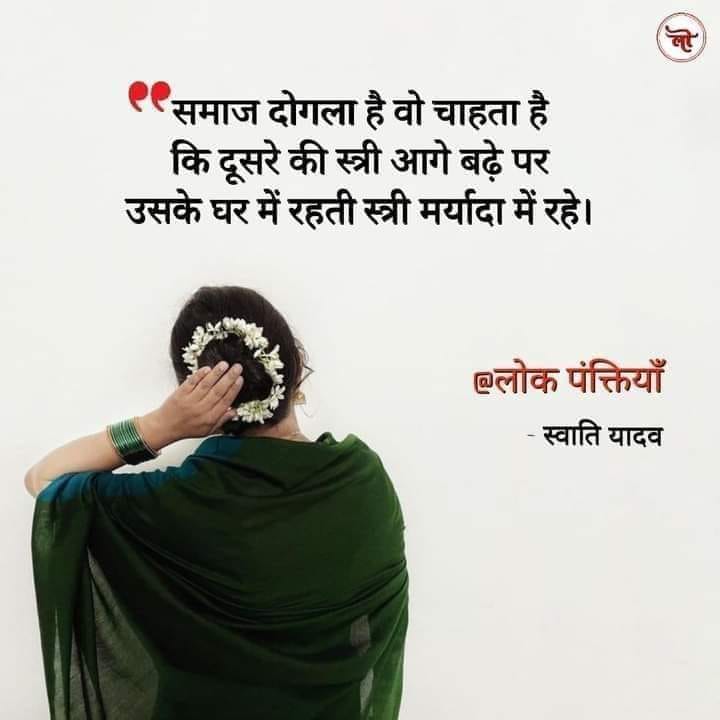 लो
❝समाज दोगला है वो चाहता है
कि दूसरे की स्त्री आगे बढ़े पर
उसके घर में रहती स्त्री मर्यादा में रहे।
@लोक पंक्तियाँ
- स्वाति यादव